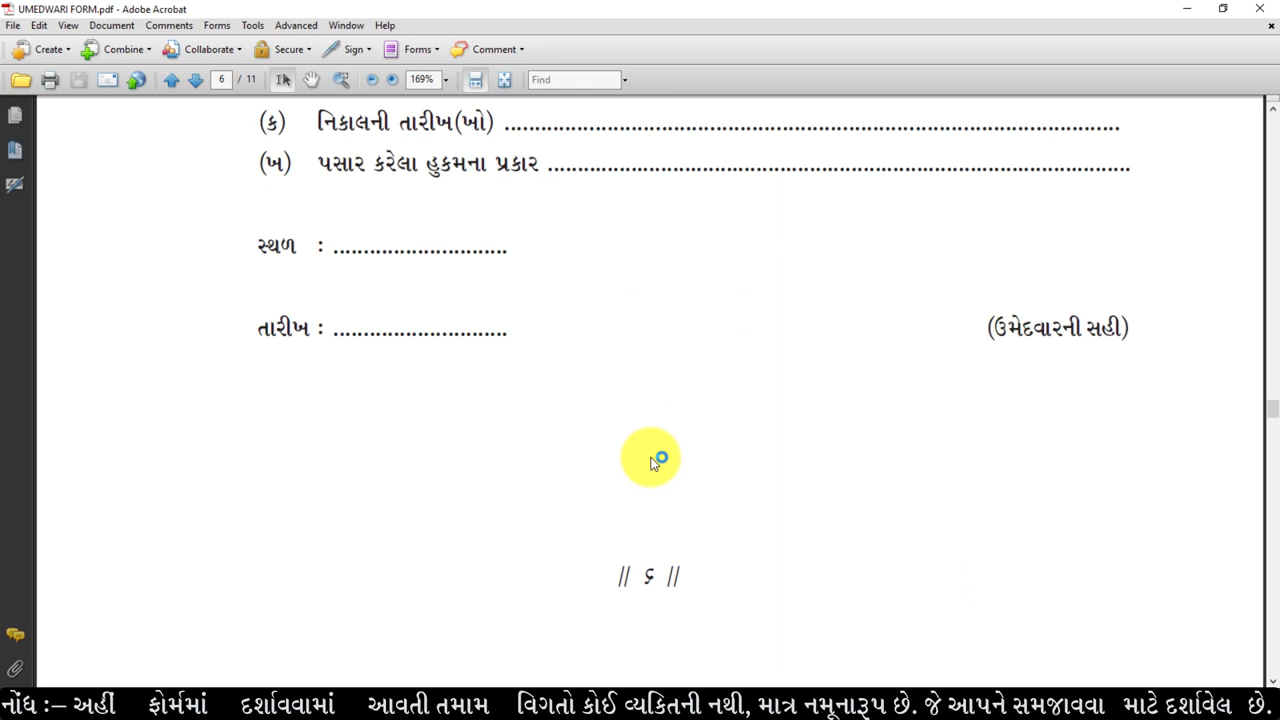 UMEDWARI FORM.pdf - Adobe Acrobat
File Edit View Document Comments Forms Tools Advanced Window Help
Create Combine Collaborate Secure Sign Forms Comment
6 / 11 169% Find
(ક) નિકાલની તારીખ(ખો) ....................................................................................................
(ખ) પસાર કરેલા હુકમના પ્રકાર ................................................................................................
સ્થળ : .............................
તારીખ : .............................
(ઉમેદવારની સહી)
// ૬ //
નોંધ :– અહીં ફોર્મમાં દર્શાવવામાં આવતી તમામ વિગતો કોઈ વ્યકિતની નથી, માત્ર નમૂનારૂપ છે. જે આપને સમજાવવા માટે દર્શાવેલ છે.